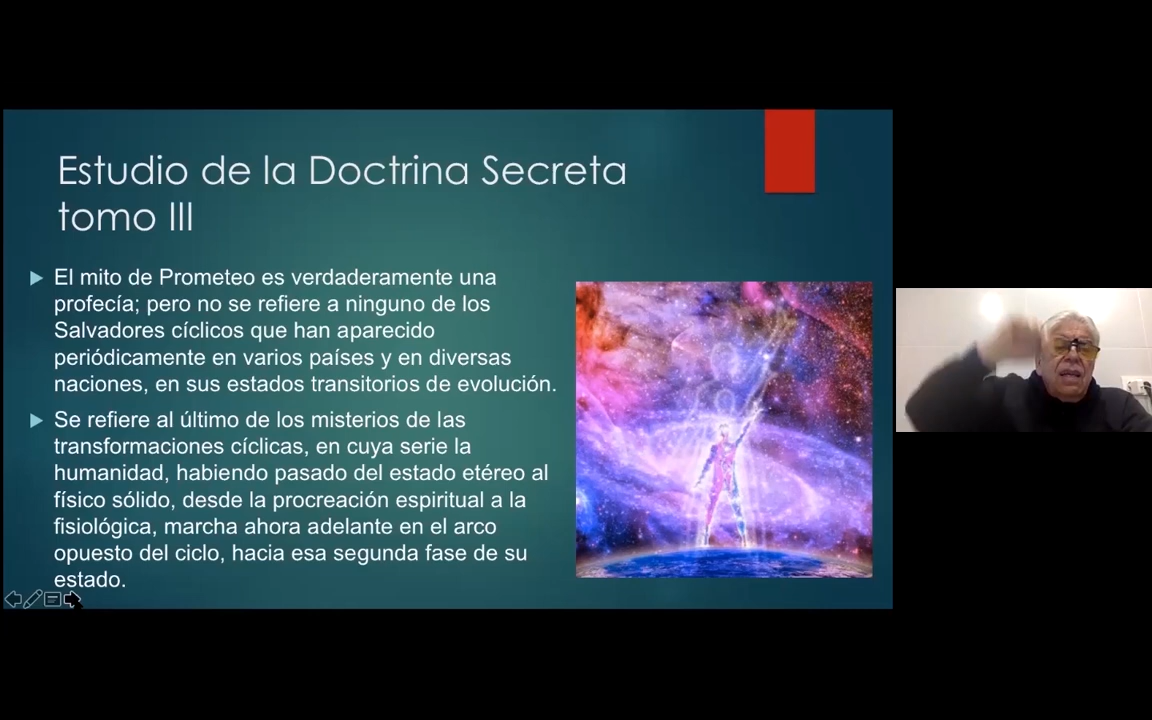 Estudio de la Doctrina Secreta
tomo III
El mito de Prometeo es verdaderamente una
profecía; pero no se refiere a ninguno de los
Salvadores cíclicos que han aparecido
periódicamente en varios países y en diversas
naciones, en sus estados transitorios de evolución.
Se refiere al último de los misterios de las
transformaciones cíclicas, en cuya serie la
humanidad, habiendo pasado del estado etéreo al
físico sólido, desde la procreación espiritual a la
fisiológica, marcha ahora adelante en el arco
opuesto del ciclo, hacia esa segunda fase de su
estado.